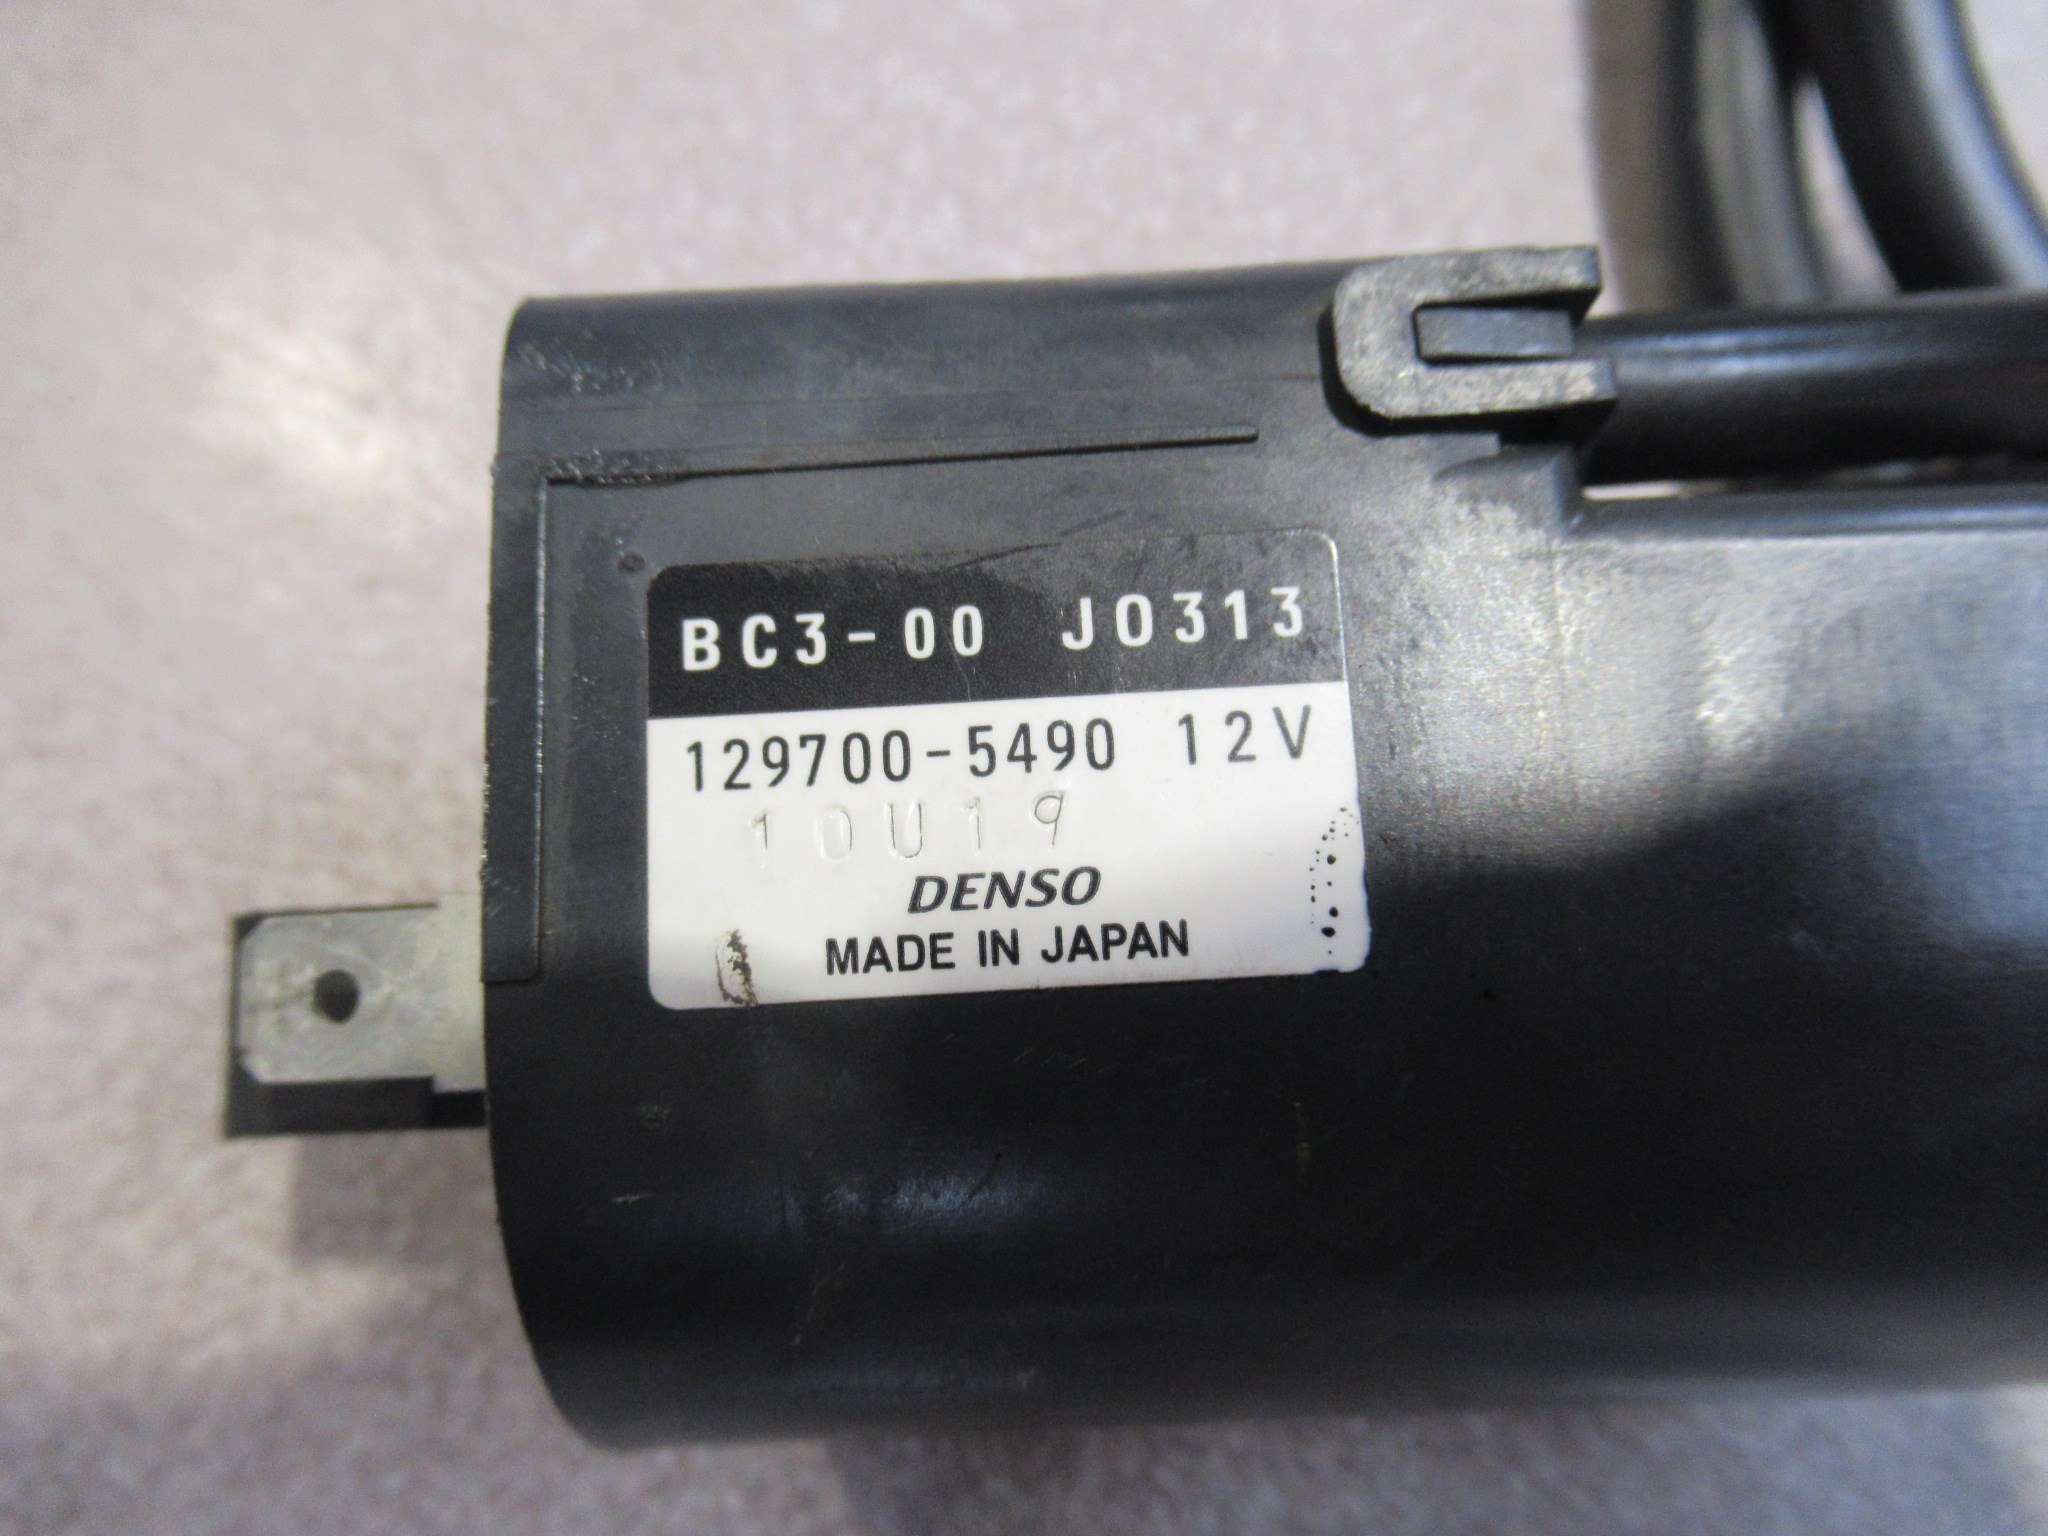 BC3-00 J0313
129700-5490 12V
10U19
DENSO
MADE IN JAPAN